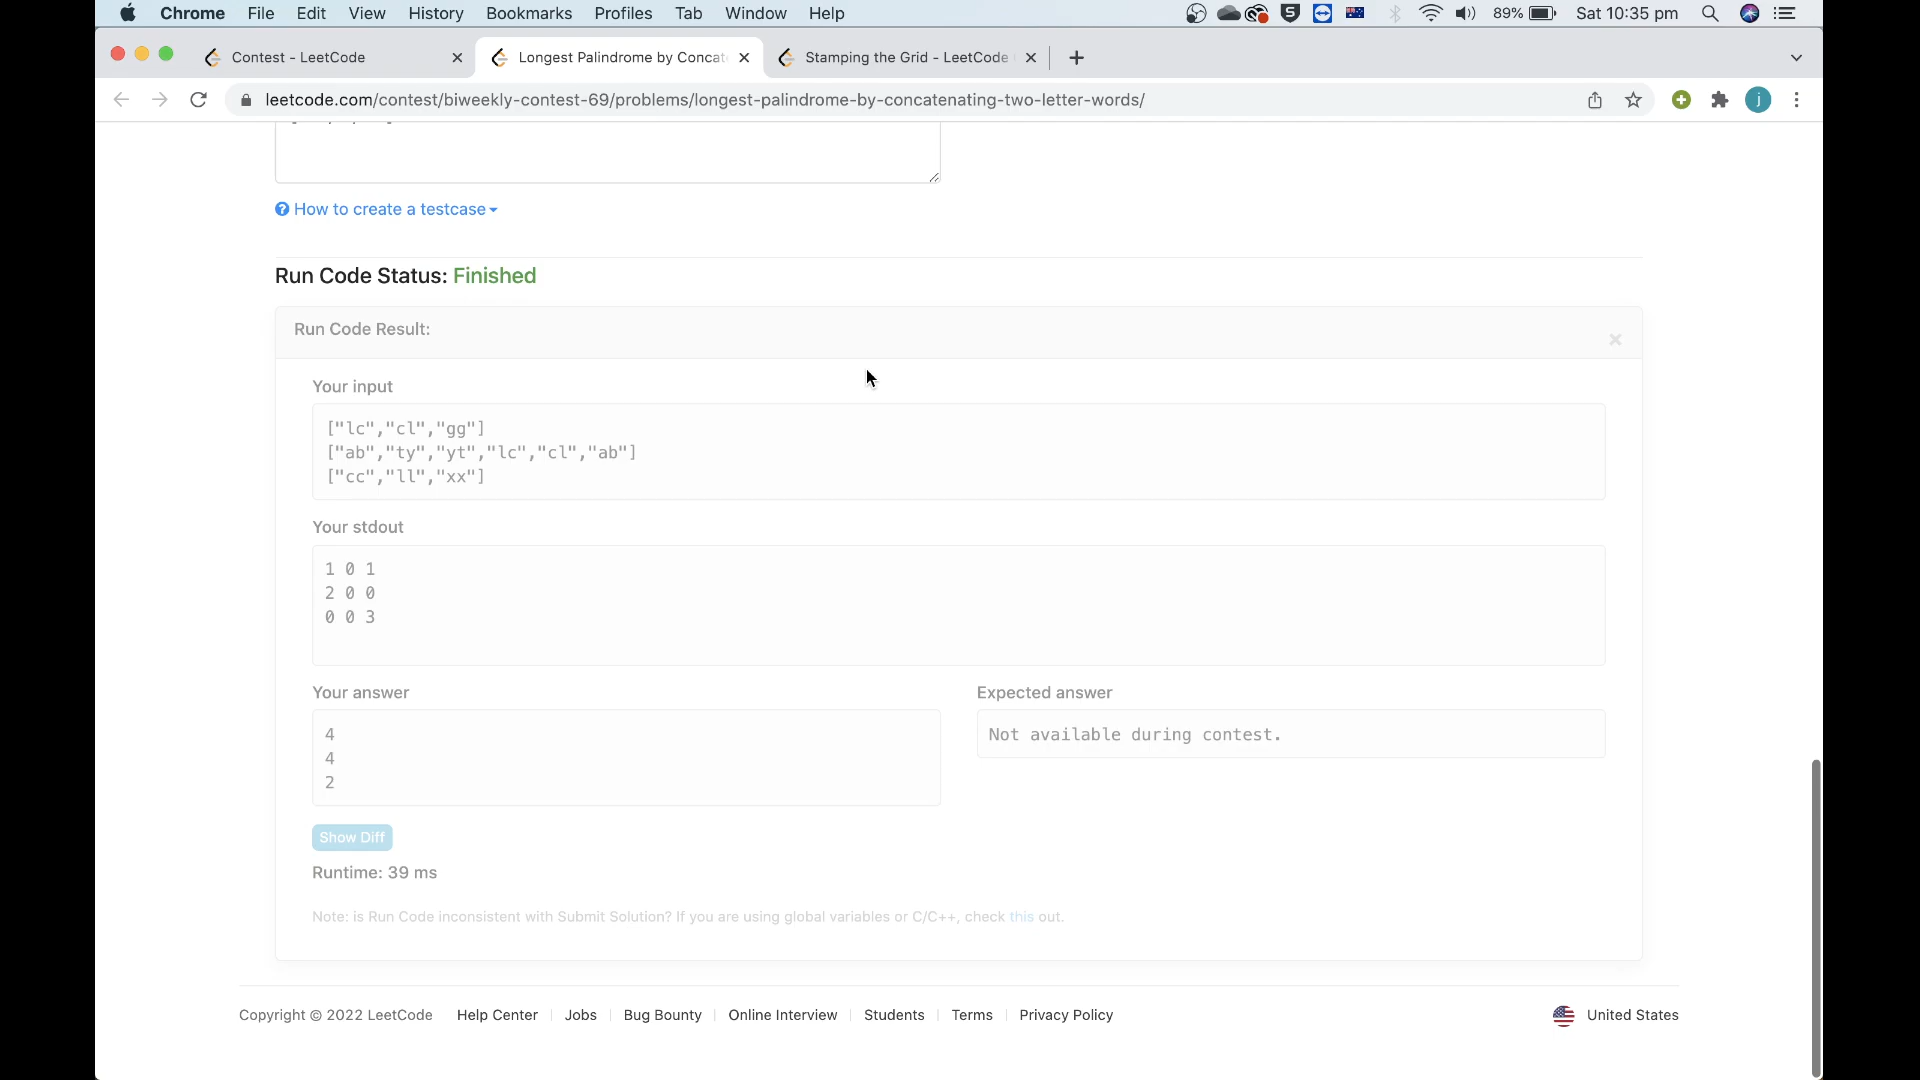 Chrome File Edit View History Bookmarks Profiles Tab Window Help 89% Sat 10:35 pm
Contest - LeetCode
Longest Palindrome by Concat
Stamping the Grid - LeetCode
leetcode.com/contest/biweekly-contest-69/problems/longest-palindrome-by-concatenating-two-letter-words/
j
How to create a testcase
Run Code Status: Finished
Run Code Result:
Your input
["lc","cl","gg"]
["ab","ty","yt","lc","cl","ab"]
["cc","ll","xx"]
Your stdout
1 0 1
2 0 0
0 0 3
Your answer
4
4
2
Expected answer
Not available during contest.
Show Diff
Runtime: 39 ms
Note: is Run Code inconsistent with Submit Solution? If you are using global variables or C/C++, check this out.
Copyright © 2022 LeetCode Help Center Jobs Bug Bounty Online Interview Students Terms Privacy Policy United States